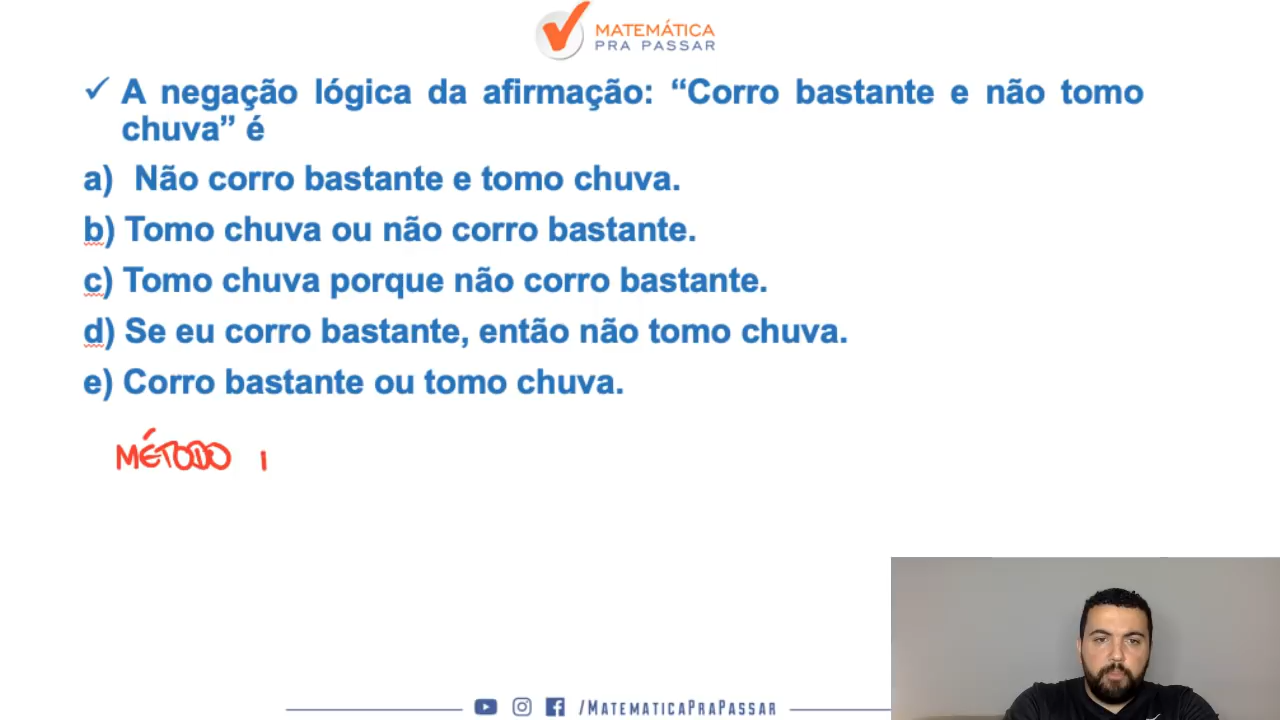 MATEMÁTICA
PRA PASSAR
✓ A negação lógica da afirmação: “Corro bastante e não tomo
chuva” é
a) Não corro bastante e tomo chuva.
b) Tomo chuva ou não corro bastante.
c) Tomo chuva porque não corro bastante.
d) Se eu corro bastante, então não tomo chuva.
e) Corro bastante ou tomo chuva.
MÉTODO
/MATEMATICAPRAPASSAR